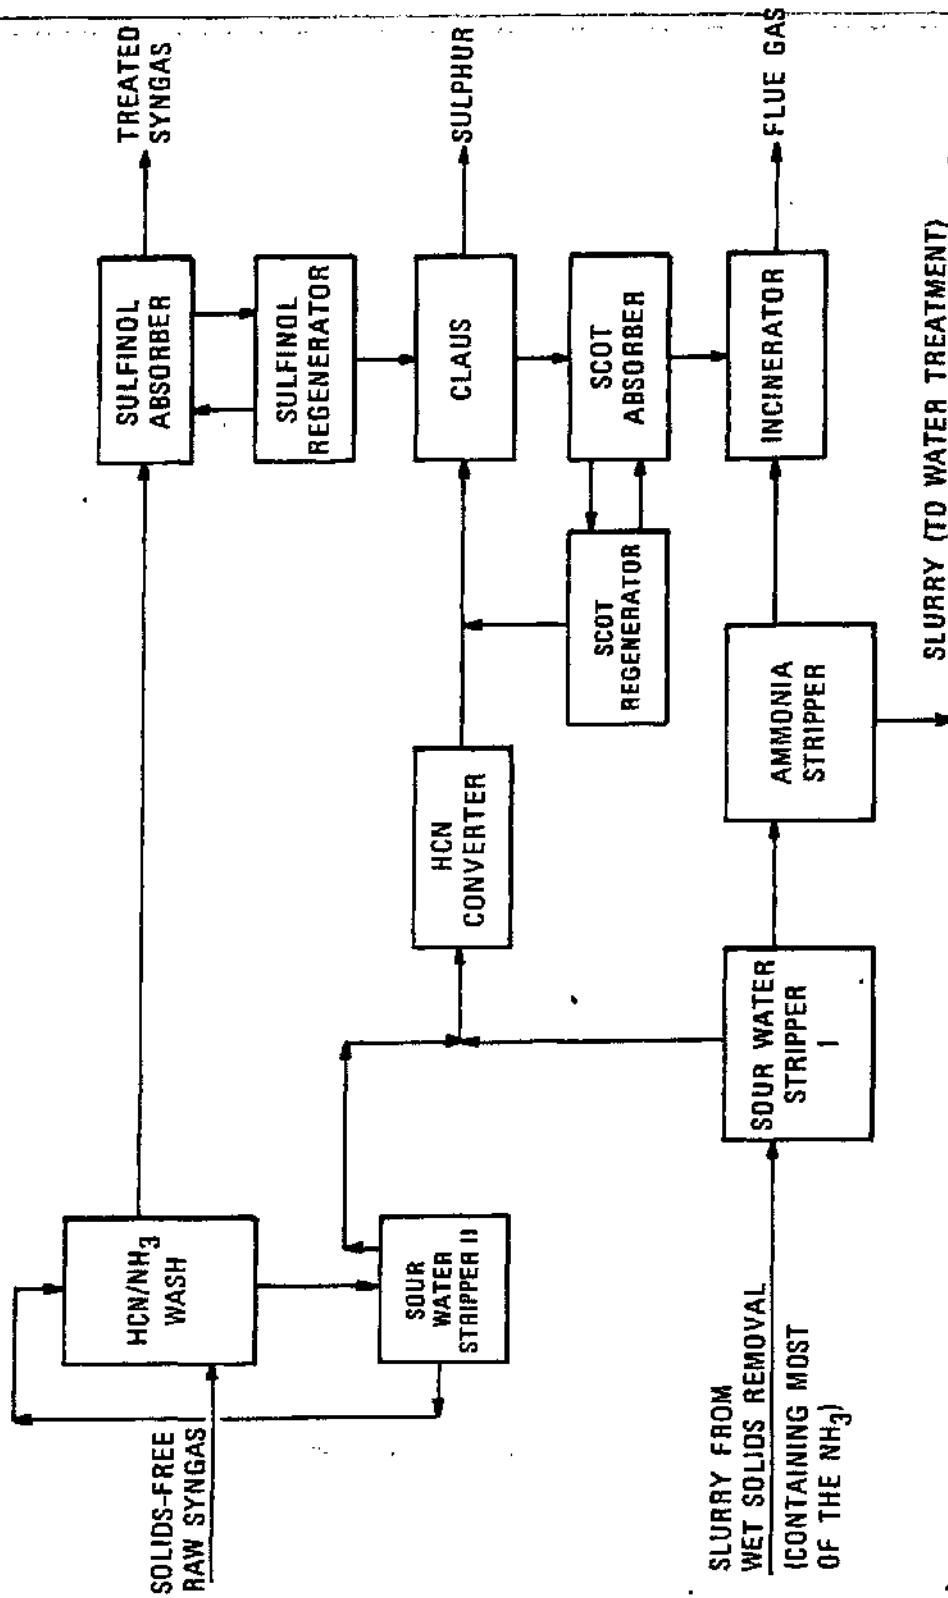 SOLIDS-FREE
RAW SYNGAS
HCN/NH3
WASH
SULFINOL
ABSORBER
TREATED
SYNGAS
SULFINOL
REGENERATOR
SOUR
WATER
STRIPPER II
HCN
CONVERTER
CLAUS
SULPHUR
SCOT
REGENERATOR
SCOT
ABSORBER
SLURRY FROM
WET SOLIDS REMOVAL
(CONTAINING MOST
OF THE NH3)
SOUR WATER
STRIPPER
I
AMMONIA
STRIPPER
INCINERATOR
FLUE GAS
SLURRY (TO WATER TREATMENT)